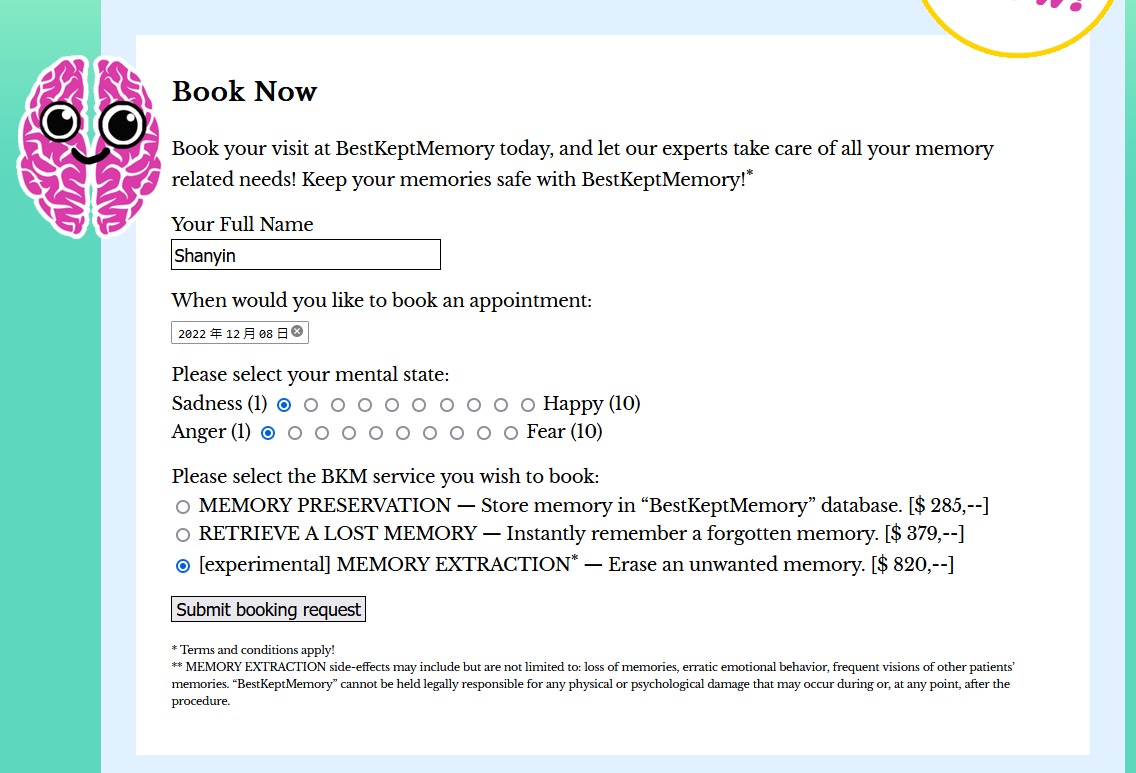 Book Now
Book your visit at BestKeptMemory today, and let our experts take care of all your memory
related needs! Keep your memories safe with BestKeptMemory!*
Your Full Name
Shanyin
When would you like to book an appointment:
2022 年 12 月 08 日
Please select your mental state:
Sadness (1) Happy (10)
Anger (1) Fear (10)
Please select the BKM service you wish to book:
MEMORY PRESERVATION — Store memory in “BestKeptMemory” database. [$ 285,--]
RETRIEVE A LOST MEMORY — Instantly remember a forgotten memory. [$ 379,--]
[experimental] MEMORY EXTRACTION* — Erase an unwanted memory. [$ 820,--]
Submit booking request
* Terms and conditions apply!
** MEMORY EXTRACTION side-effects may include but are not limited to: loss of memories, erratic emotional behavior, frequent visions of other patients’
memories. “BestKeptMemory” cannot be held legally responsible for any physical or psychological damage that may occur during or, at any point, after the
procedure.